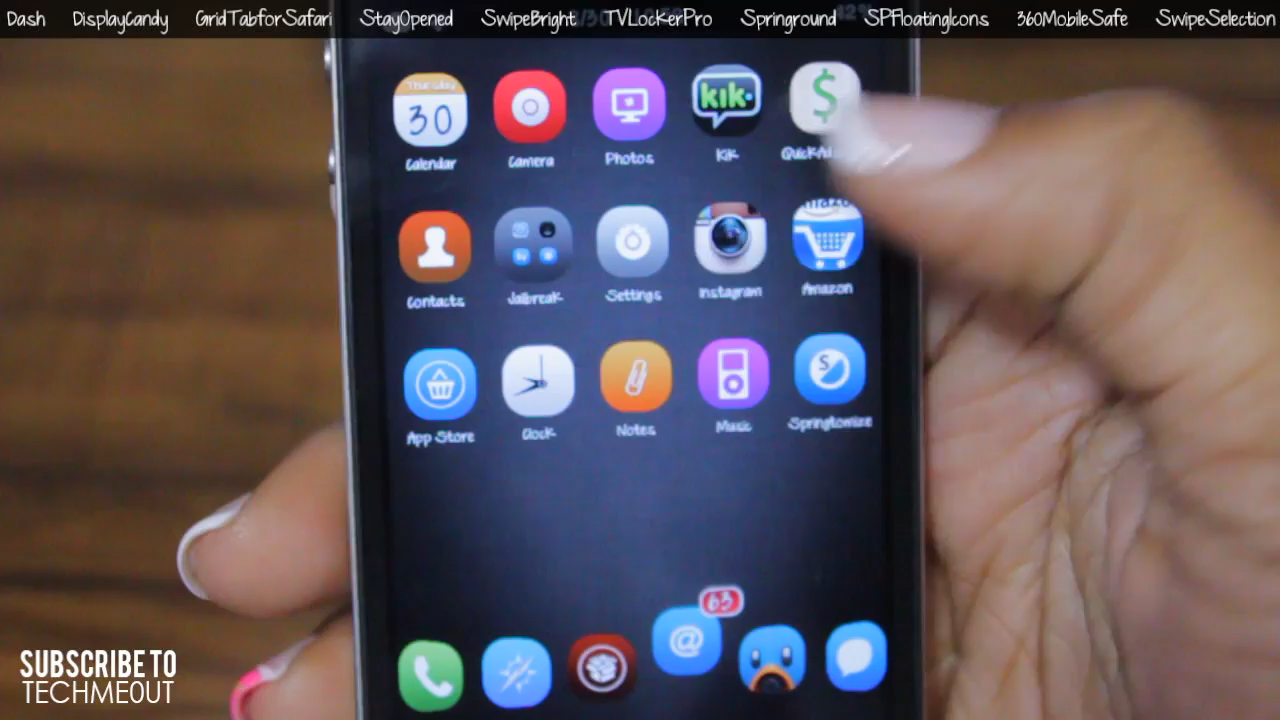 Dash DisplayCandy GridTabforSafari StayOpened SwipeBright TVLockerPro Springround SPFloatingIcons 360MobileSafe SwipeSelection
Thursday
30
kik
$
Calendar Camera Photos Kik
Contacts Jailbreak Settings Instagram Amazon
S
App Store Clock Notes Music Springtomize
63
@
SUBSCRIBE TO
TECHMEOUT